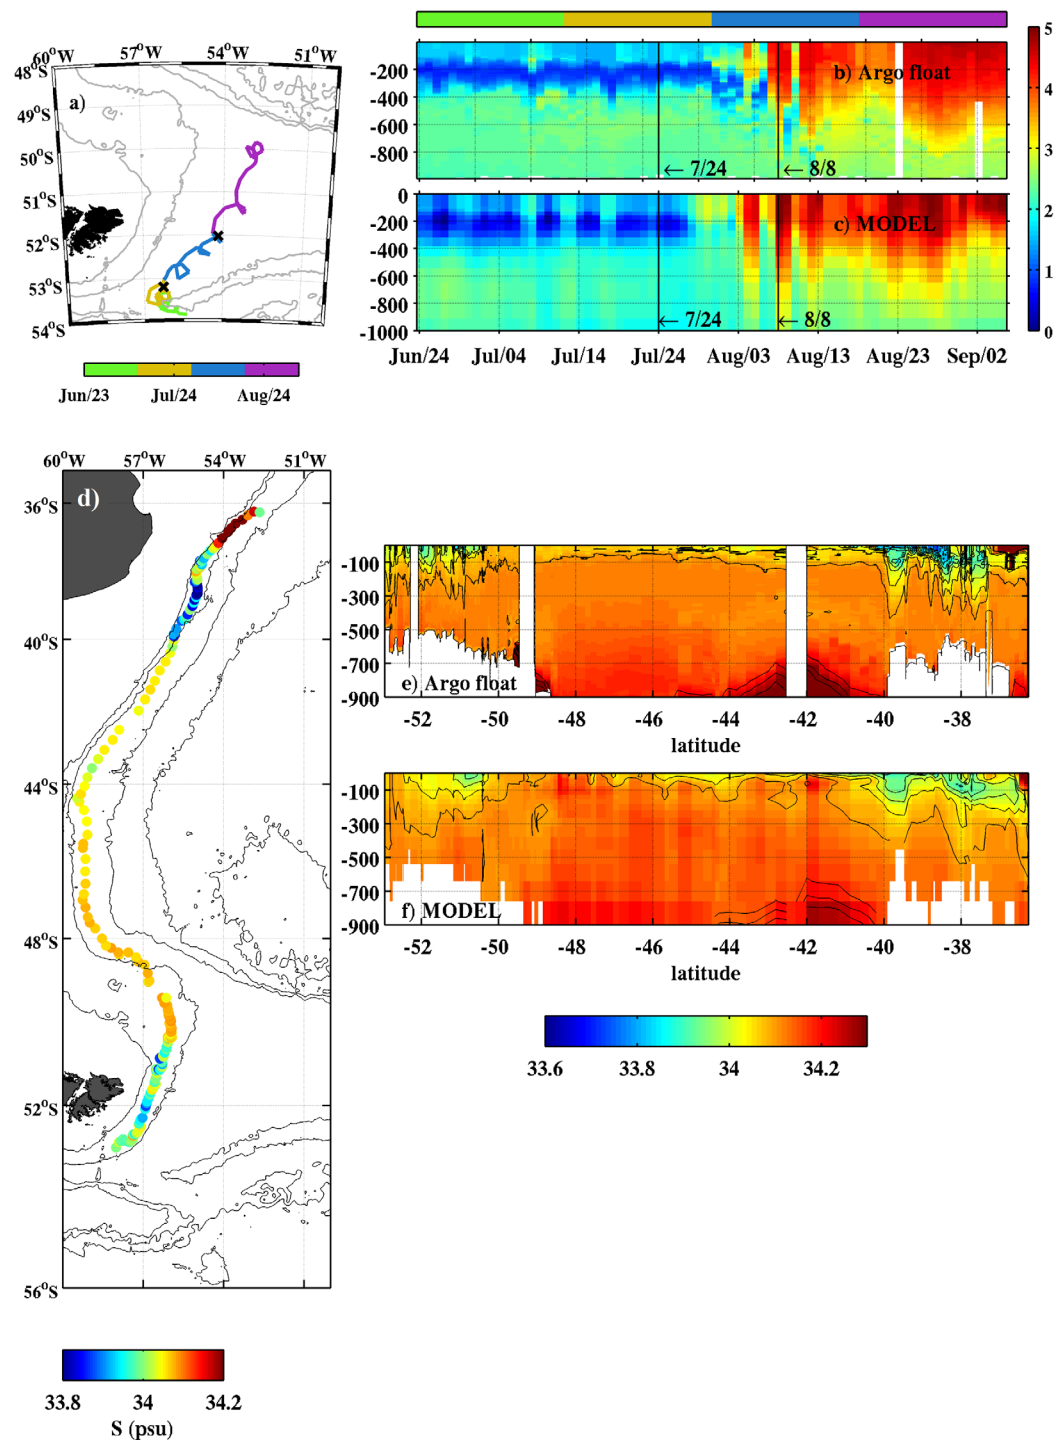 60°W 57°W 54°W 51°W
48°S
a)
49°S
50°S
51°S
52°S
53°S
54°S
Jun/23 Jul/24 Aug/24
b) Argo float
-200
-400
-600
-800
← 7/24 ← 8/8
0
c) MODEL
-200
-400
-600
-800
-1000
← 7/24 ← 8/8
Jun/24 Jul/04 Jul/14 Jul/24 Aug/03 Aug/13 Aug/23 Sep/02
5
4
3
2
1
0
60°W 57°W 54°W 51°W
d)
36°S
40°S
44°S
48°S
52°S
56°S
33.8 34 34.2
S (psu)
-100
-300
-500
-700
-900
e) Argo float
-52 -50 -48 -46 -44 -42 -40 -38
latitude
-100
-300
-500
-700
-900
f) MODEL
-52 -50 -48 -46 -44 -42 -40 -38
latitude
33.6 33.8 34 34.2